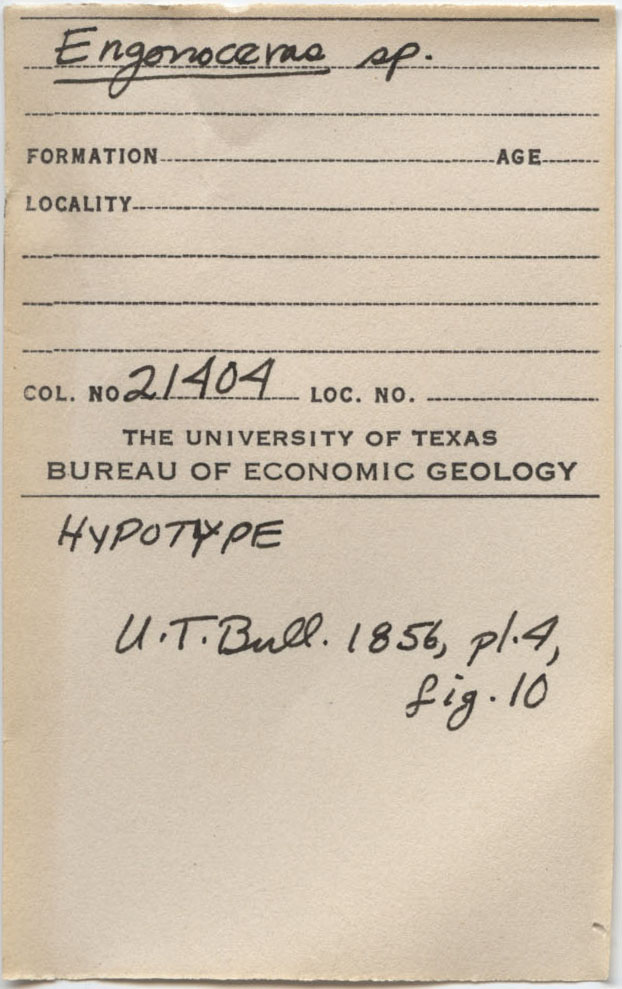 Engonoceras sp.
FORMATION AGE
LOCALITY
COL. NO 21404 LOC. NO.
THE UNIVERSITY OF TEXAS
BUREAU OF ECONOMIC GEOLOGY
HYPOTYPE
U.T. Bull. 1856, pl. 4,
fig. 10